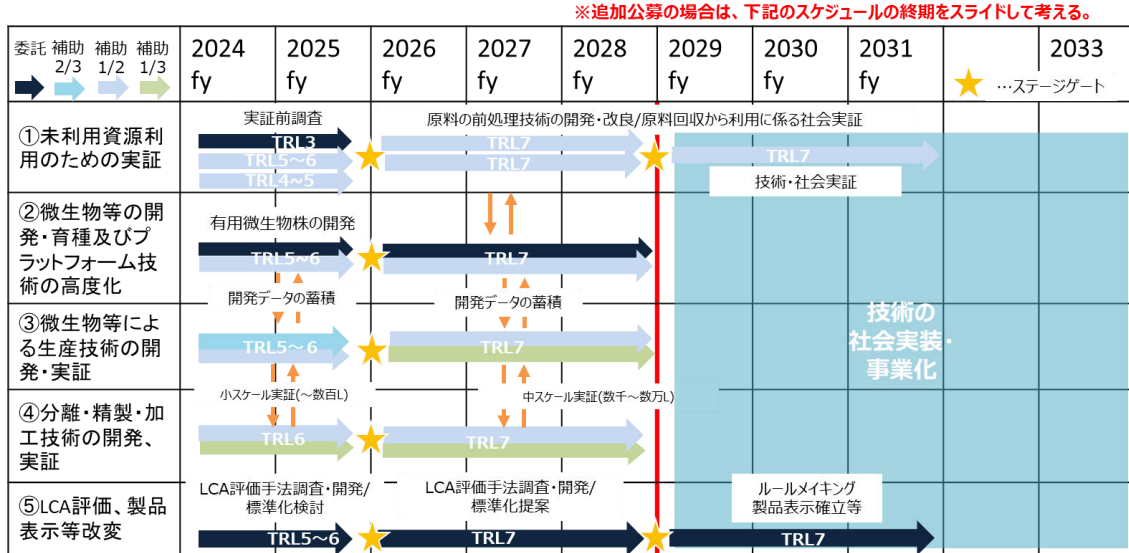 ※追加公募の場合は、下記のスケジュールの終期をスライドして考える。
委託 補助 補助 補助
2/3 1/2 1/3
2024 2025 2026 2027 2028 2029 2030 2031 2033
fy fy fy fy fy fy fy fy fy
…ステージゲート
①未利用資源利
用のための実証
実証前調査
原料の前処理技術の開発・改良/原料回収から利用に係る社会実証
TRL3
TRL5～6
TRL4~5
TRL7
TRL7
TRL7
技術・社会実証
②微生物等の開
発・育種及びプ
ラットフォーム技
術の高度化
有用微生物株の開発
TRL5~6
TRL7
開発データの蓄積
開発データの蓄積
③微生物等によ
る生産技術の開
発・実証
TRL5～6
TRL7
技術の
社会実装・
事業化
小スケール実証(～数百L)
中スケール実証(数千～数万L)
④分離・精製・加
工技術の開発、
実証
TRL6
TRL7
⑤LCA評価、製品
表示等改変
LCA評価手法調査・開発/
標準化検討
LCA評価手法調査・開発/
標準化提案
ルールメイキング
製品表示確立等
TRL5～6
TRL7
TRL7